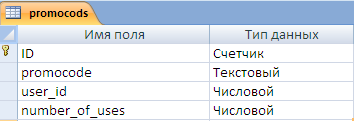 promocods
Имя поля Тип данных
ID Счетчик
promocode Текстовый
user_id Числовой
number_of_uses Числовой